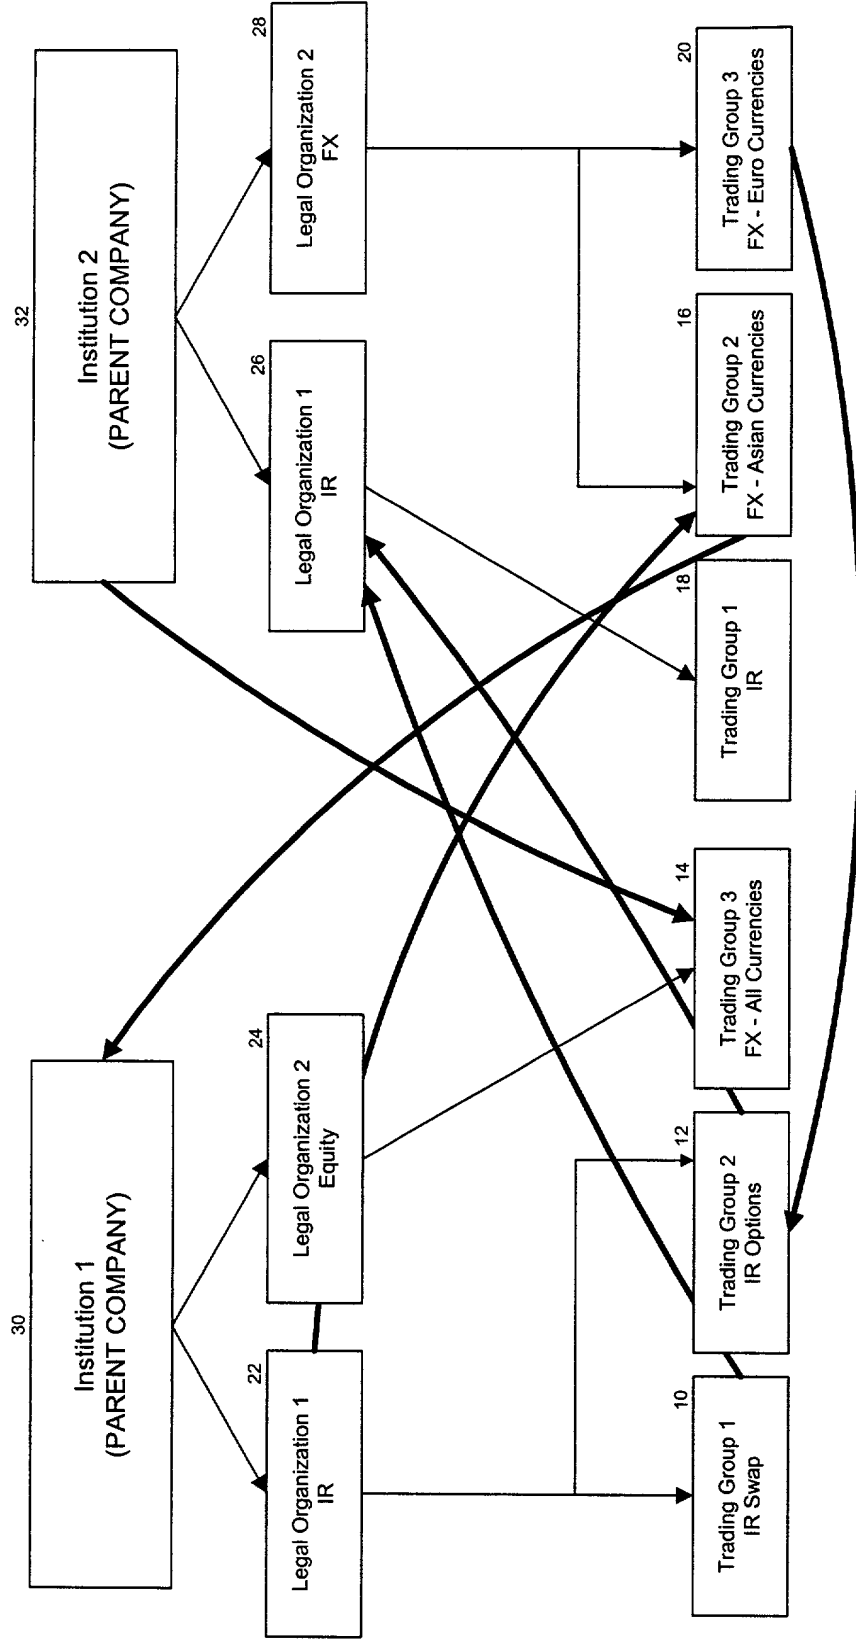 30
Institution 1
(PARENT COMPANY)
32
Institution 2
(PARENT COMPANY)
22
Legal Organization 1
IR
24
Legal Organization 2
Equity
26
Legal Organization 1
IR
28
Legal Organization 2
FX
10
Trading Group 1
IR Swap
12
Trading Group 2
IR Options
14
Trading Group 3
FX - All Currencies
18
Trading Group 1
IR
16
Trading Group 2
FX - Asian Currencies
20
Trading Group 3
FX - Euro Currencies